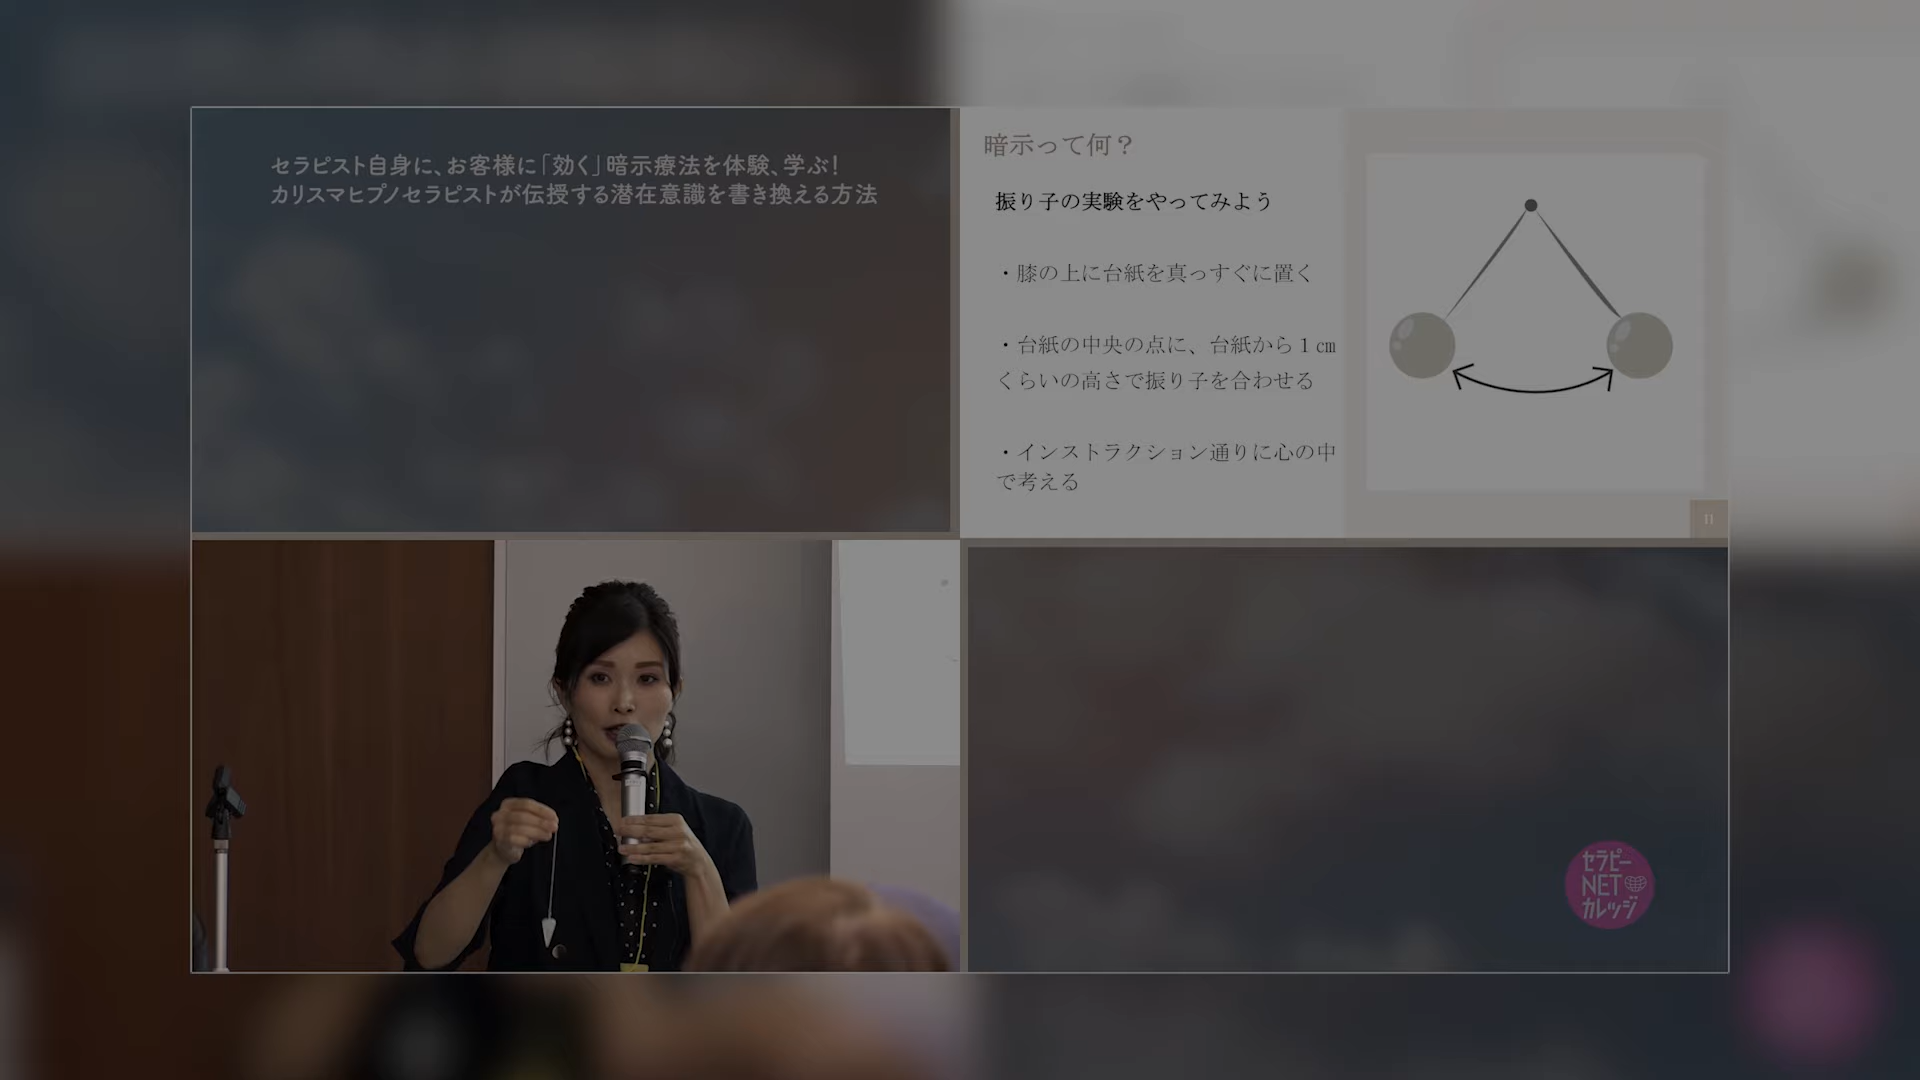 セラピスト自身に、お客様に「効く」暗示療法を体験、学ぶ!
カリスマヒプノセラピストが伝授する潜在意識を書き換える方法
暗示って何？
振り子の実験をやってみよう
・膝の上に台紙を真っすぐに置く
・台紙の中央の点に、台紙から１㎝
くらいの高さで振り子を合わせる
・インストラクション通りに心の中
で考える
11
セラピー
NET
カレッジ